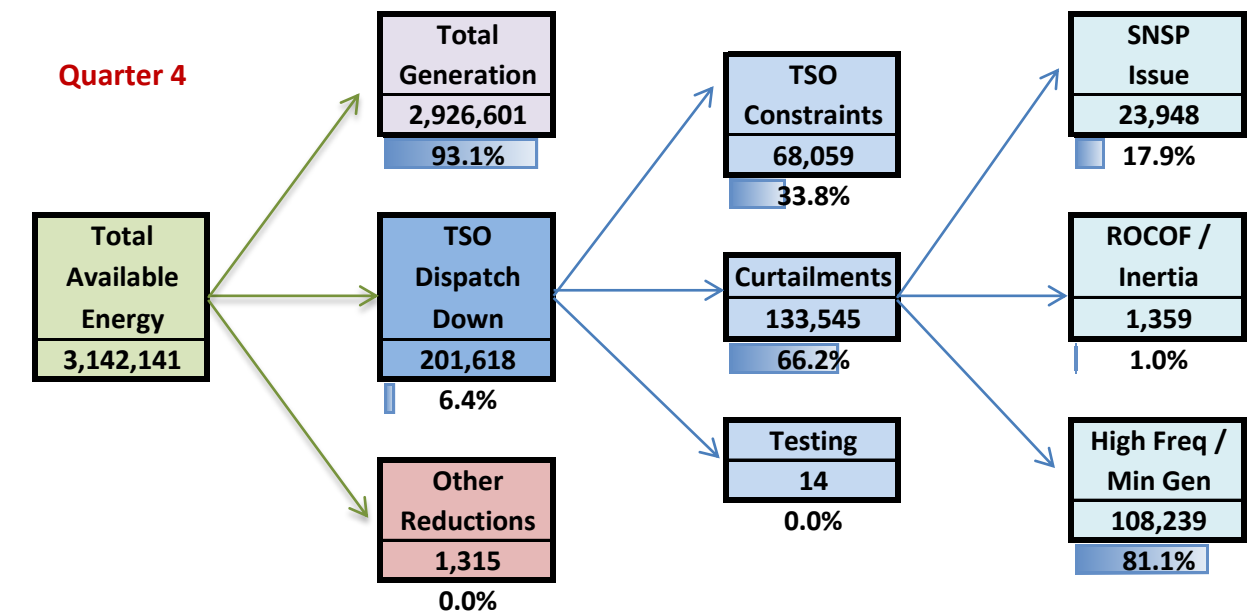 Quarter 4
Total
Available
Energy
3,142,141
Total
Generation
2,926,601
93.1%
TSO
Dispatch
Down
201,618
6.4%
Other
Reductions
1,315
0.0%
TSO
Constraints
68,059
33.8%
Curtailments
133,545
66.2%
Testing
14
0.0%
SNSP
Issue
23,948
17.9%
ROCOF /
Inertia
1,359
1.0%
High Freq /
Min Gen
108,239
81.1%